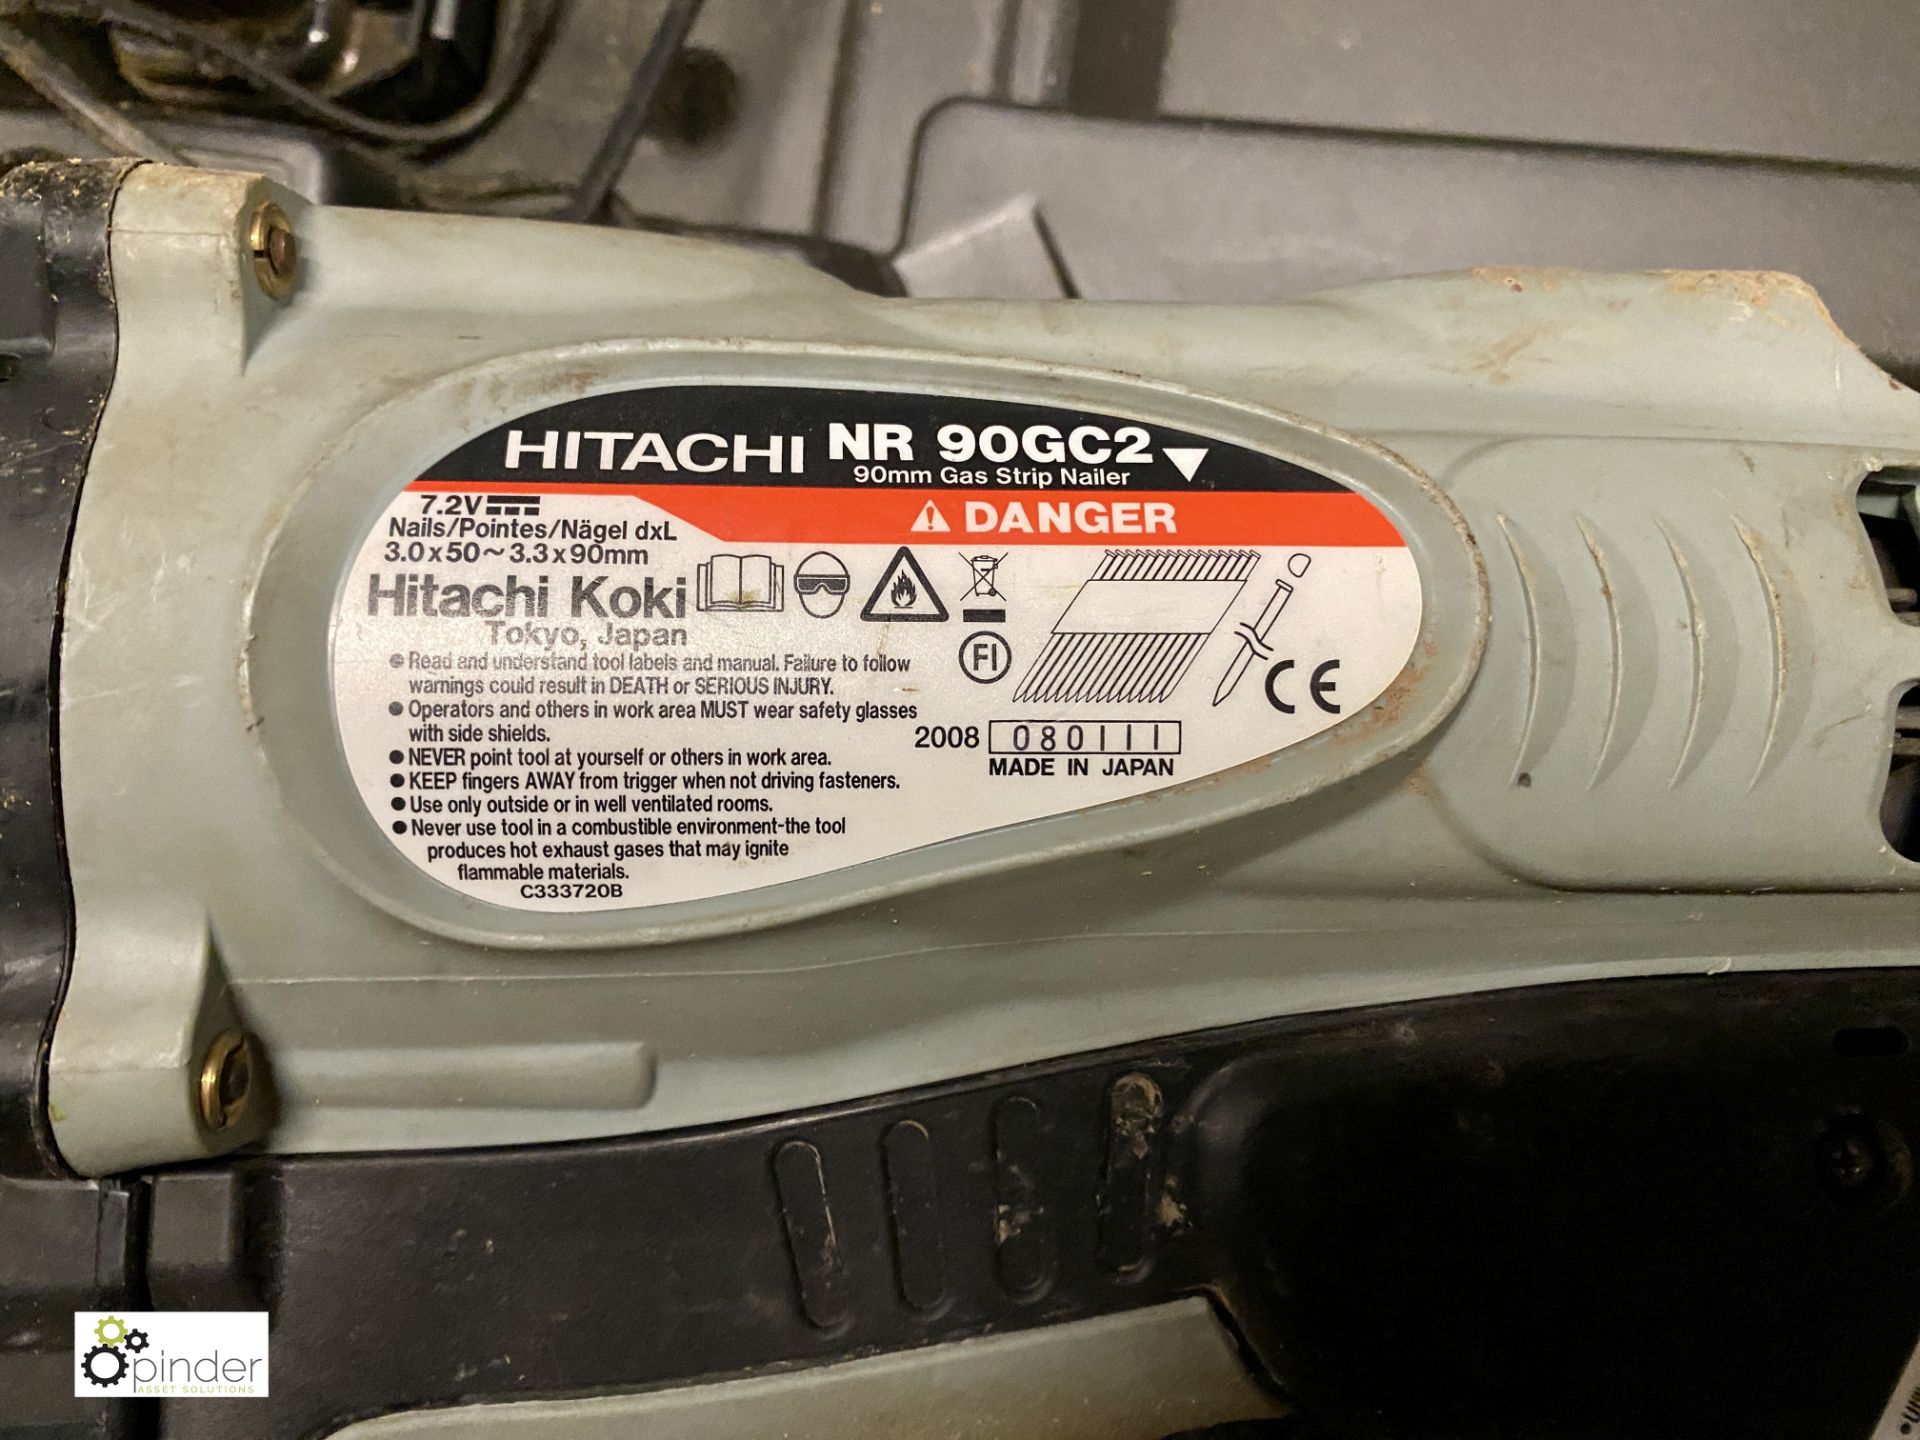 HITACHI NR 90GC2
90mm Gas Strip Nailer
7.2V
DANGER
Nails/Pointes/Nägel dxL
3.0x50~3.3x90mm
Hitachi Koki
Tokyo, Japan
● Read and understand tool labels and manual. Failure to follow
warnings could result in DEATH or SERIOUS INJURY.
● Operators and others in work area MUST wear safety glasses
with side shields.
● NEVER point tool at yourself or others in work area.
● KEEP fingers AWAY from trigger when not driving fasteners.
● Use only outside or in well ventilated rooms.
● Never use tool in a combustible environment-the tool
produces hot exhaust gases that may ignite
flammable materials.
C333720B
FI
CE
2008 080111
MADE IN JAPAN
pinder
ASSET SOLUTIONS